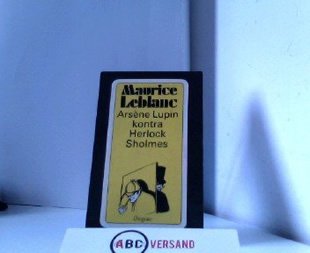 Maurice
Leblanc
Arsène Lupin
kontra
Herlock
Sholmes
Diogenes
ABC VERSAND